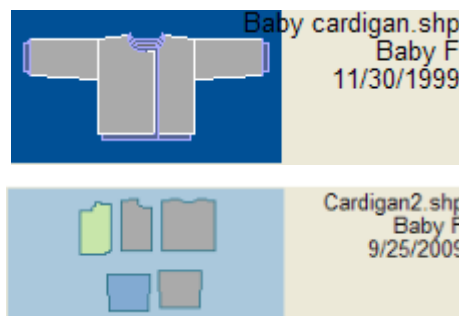 Baby cardigan.shp
Baby F
11/30/1999
Cardigan2.shp
Baby F
9/25/2009